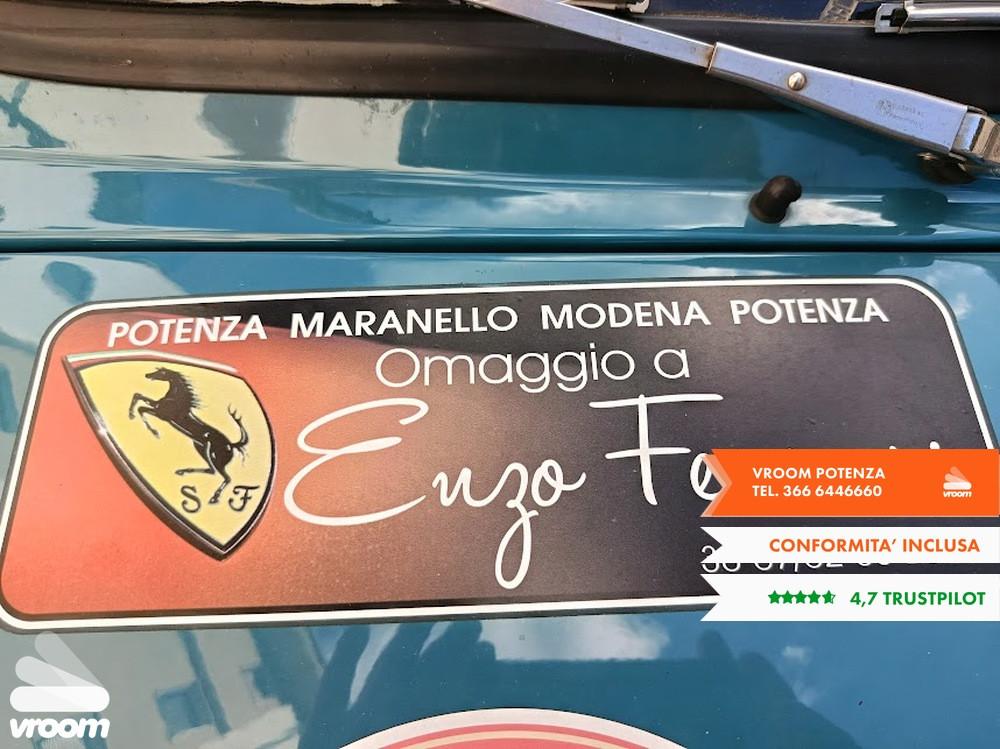 POTENZA MARANELLO MODENA POTENZA
Omaggio a
Enzo
S F
VROOM POTENZA
TEL. 366 6446660
vroom
CONFORMITA' INCLUSA
4,7 TRUSTPILOT
vroom